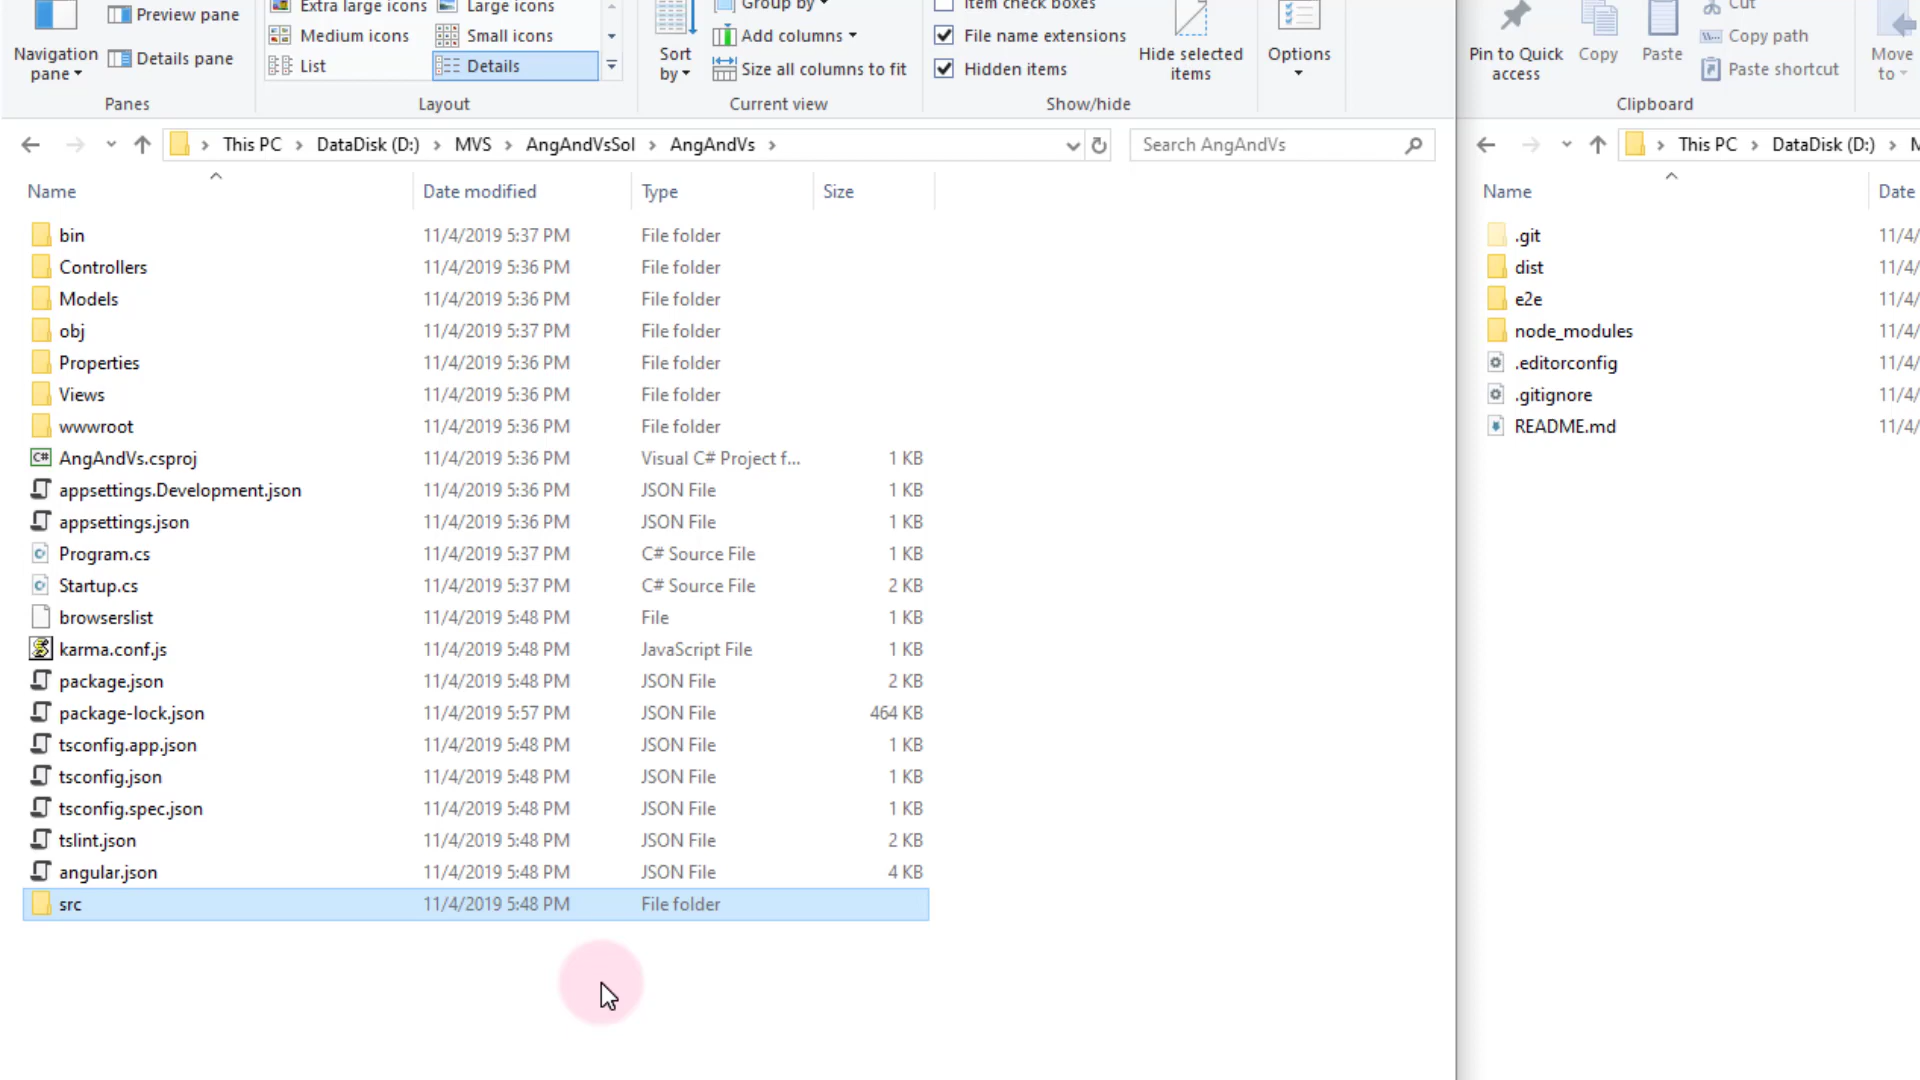 Navigation pane
Preview pane
Details pane
Panes
Extra large icons
Large icons
Medium icons
Small icons
List
Details
Layout
Sort by
Group by
Add columns
Size all columns to fit
Current view
Item check boxes
File name extensions
Hidden items
Hide selected items
Show/hide
Options
Pin to Quick access
Copy
Paste
Cut
Copy path
Paste shortcut
Clipboard
Move to
This PC > DataDisk (D:) > MVS > AngAndVsSol > AngAndVs >
Search AngAndVs
This PC > DataDisk (D:) >
Name Date modified Type Size
bin 11/4/2019 5:37 PM File folder
Controllers 11/4/2019 5:36 PM File folder
Models 11/4/2019 5:36 PM File folder
obj 11/4/2019 5:37 PM File folder
Properties 11/4/2019 5:36 PM File folder
Views 11/4/2019 5:36 PM File folder
wwwroot 11/4/2019 5:36 PM File folder
AngAndVs.csproj 11/4/2019 5:36 PM Visual C# Project f... 1 KB
appsettings.Development.json 11/4/2019 5:36 PM JSON File 1 KB
appsettings.json 11/4/2019 5:36 PM JSON File 1 KB
Program.cs 11/4/2019 5:37 PM C# Source File 1 KB
Startup.cs 11/4/2019 5:37 PM C# Source File 2 KB
browserslist 11/4/2019 5:48 PM File 1 KB
karma.conf.js 11/4/2019 5:48 PM JavaScript File 1 KB
package.json 11/4/2019 5:48 PM JSON File 2 KB
package-lock.json 11/4/2019 5:57 PM JSON File 464 KB
tsconfig.app.json 11/4/2019 5:48 PM JSON File 1 KB
tsconfig.json 11/4/2019 5:48 PM JSON File 1 KB
tsconfig.spec.json 11/4/2019 5:48 PM JSON File 1 KB
tslint.json 11/4/2019 5:48 PM JSON File 2 KB
angular.json 11/4/2019 5:48 PM JSON File 4 KB
src 11/4/2019 5:48 PM File folder
Name Date
.git 11/4/
dist 11/4/
e2e 11/4/
node_modules 11/4/
.editorconfig 11/4/
.gitignore 11/4/
README.md 11/4/